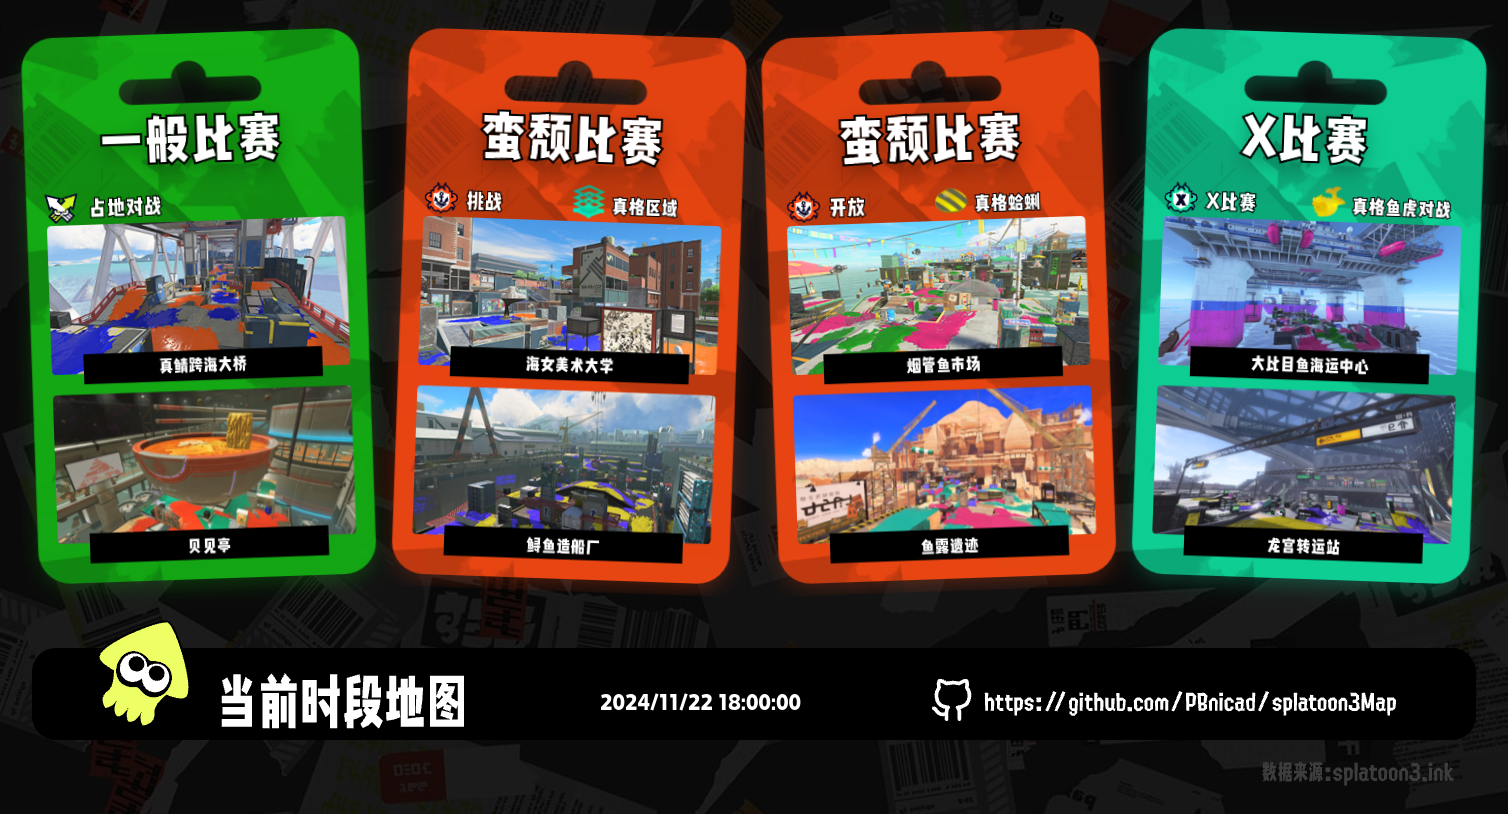 一般比赛
占地对战
真鲭跨海大桥
贝见亭
蛮颓比赛
挑战
真格区域
海女美术大学
鲟鱼造船厂
蛮颓比赛
开放
真格蛤蜊
烟管鱼市场
鱼露遗迹
X比赛
X比赛
真格鱼虎对战
大比目鱼海运中心
龙宫转运站
当前时段地图
2024/11/22 18:00:00
https://github.com/PBnicad/splatoon3Map
数据来源:splatoon3.ink